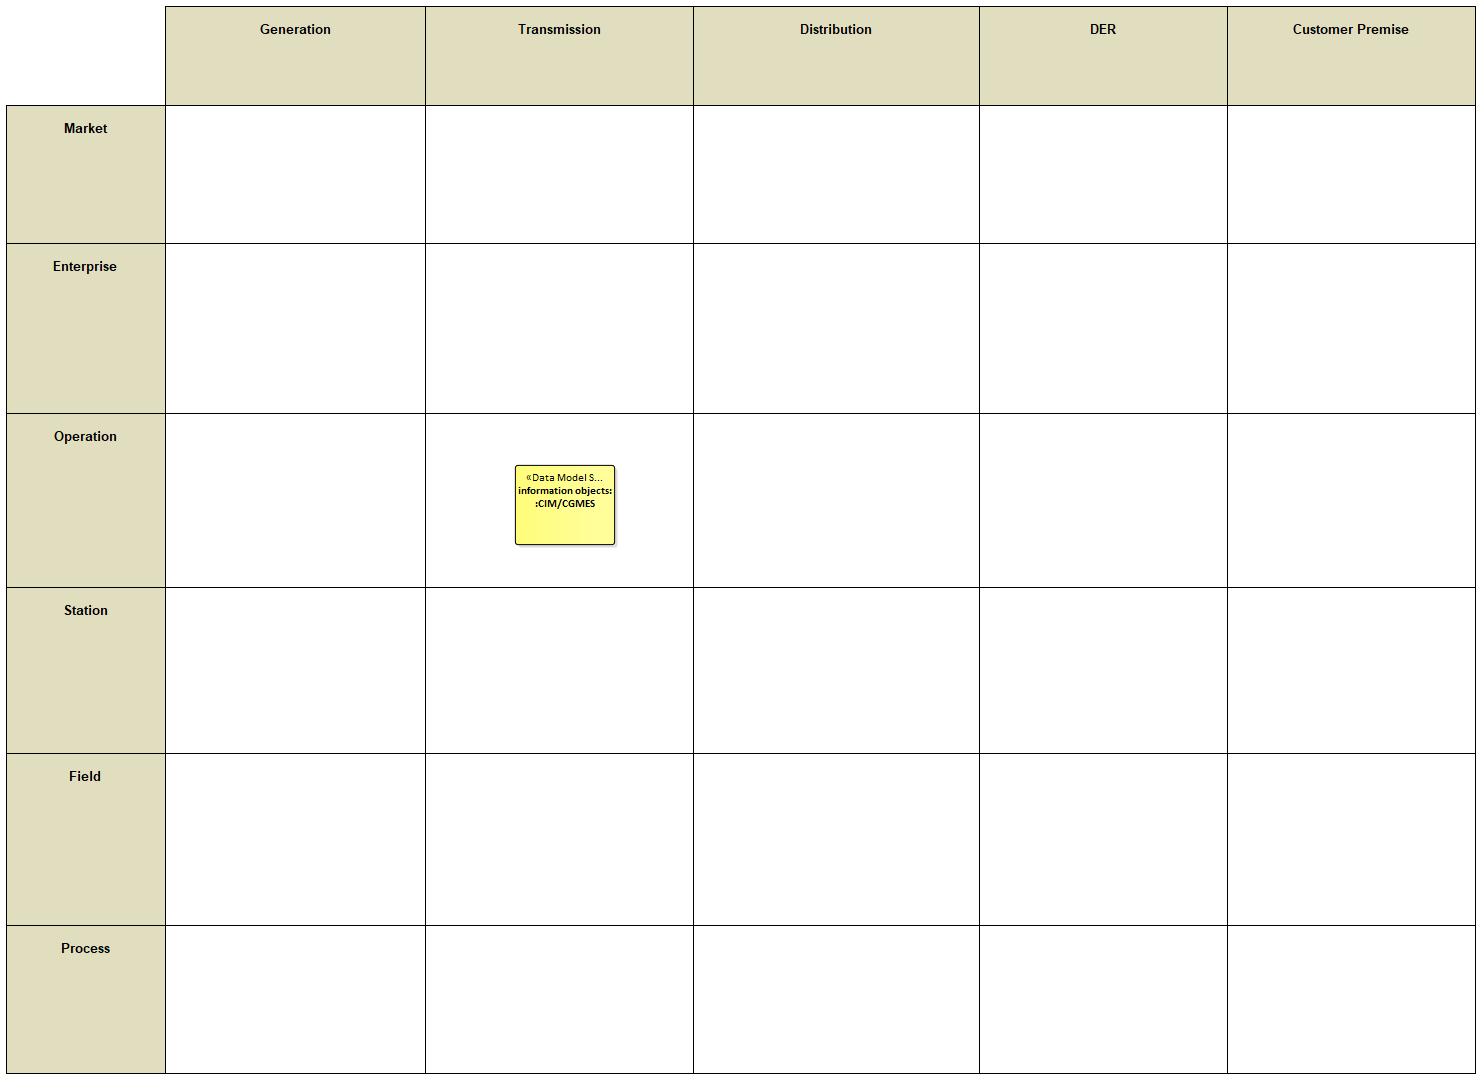 Generation
Transmission
Distribution
DER
Customer Premise
Market
Enterprise
Operation
«Data Model S...
information objects:
:CIM/CGMES
Station
Field
Process